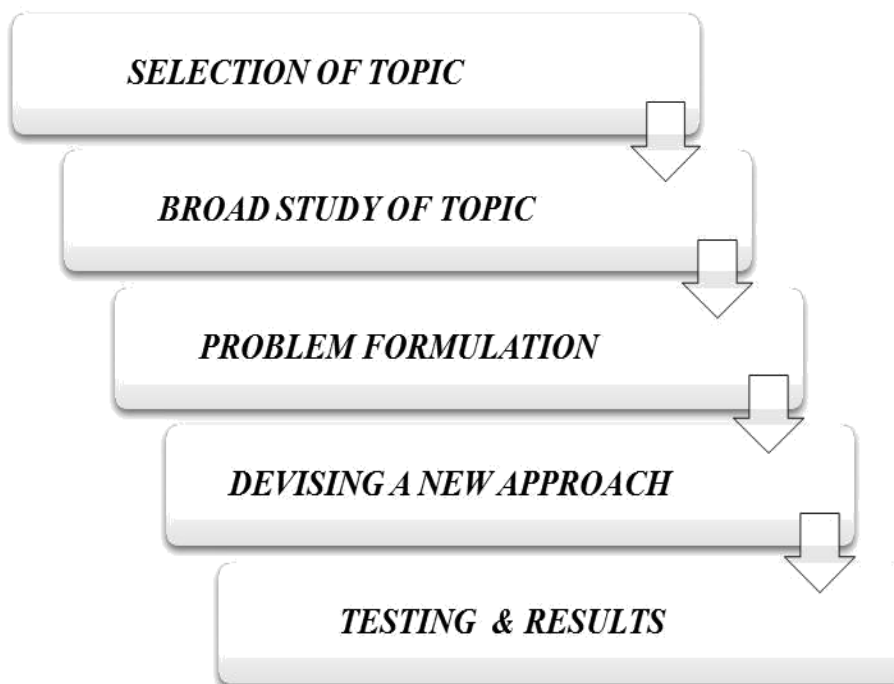 SELECTION OF TOPIC
BROAD STUDY OF TOPIC
PROBLEM FORMULATION
DEVISING A NEW APPROACH
TESTING & RESULTS